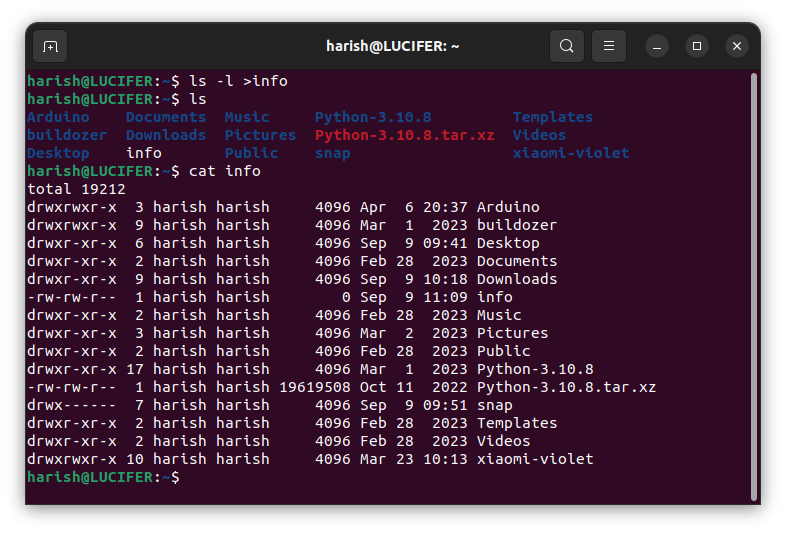 harish@LUCIFER: ~
harish@LUCIFER:~$ ls -l >info
harish@LUCIFER:~$ ls
Arduino    Documents  Music     Python-3.10.8         Templates
buildozer  Downloads  Pictures  Python-3.10.8.tar.xz  Videos
Desktop    info       Public    snap                  xiaomi-violet
harish@LUCIFER:~$ cat info
total 19212
drwxrwxr-x  3 harish harish     4096 Apr  6 20:37 Arduino
drwxrwxr-x  9 harish harish     4096 Mar  1  2023 buildozer
drwxr-xr-x  6 harish harish     4096 Sep  9 09:41 Desktop
drwxr-xr-x  2 harish harish     4096 Feb 28  2023 Documents
drwxr-xr-x  9 harish harish     4096 Sep  9 10:18 Downloads
-rw-rw-r--  1 harish harish        0 Sep  9 11:09 info
drwxr-xr-x  2 harish harish     4096 Feb 28  2023 Music
drwxr-xr-x  3 harish harish     4096 Mar  2  2023 Pictures
drwxr-xr-x  2 harish harish     4096 Feb 28  2023 Public
drwxr-xr-x 17 harish harish     4096 Mar  1  2023 Python-3.10.8
-rw-rw-r--  1 harish harish 19619508 Oct 11  2022 Python-3.10.8.tar.xz
drwx------  7 harish harish     4096 Sep  9 09:51 snap
drwxr-xr-x  2 harish harish     4096 Feb 28  2023 Templates
drwxr-xr-x  2 harish harish     4096 Feb 28  2023 Videos
drwxrwxr-x 10 harish harish     4096 Mar 23 10:13 xiaomi-violet
harish@LUCIFER:~$